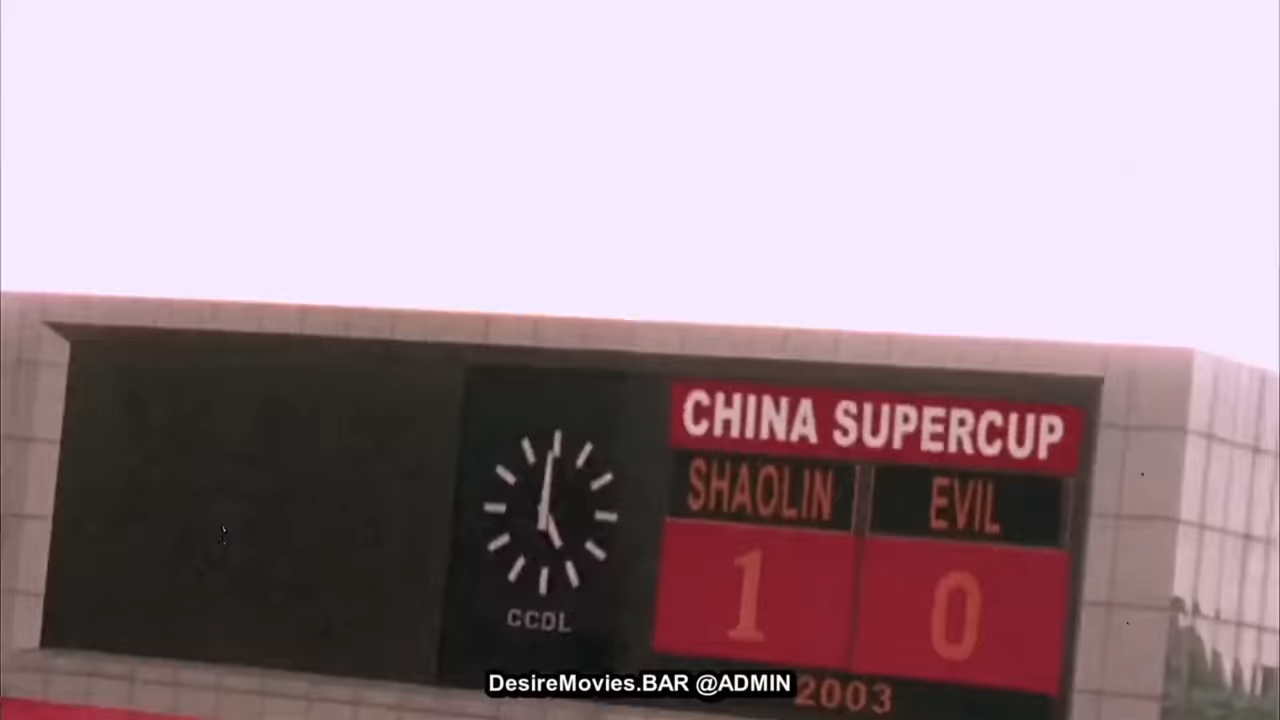 CHINA SUPERCUP
SHAOLIN EVIL
1 0
CCDL
2003
DesireMovies.BAR @ADMIN